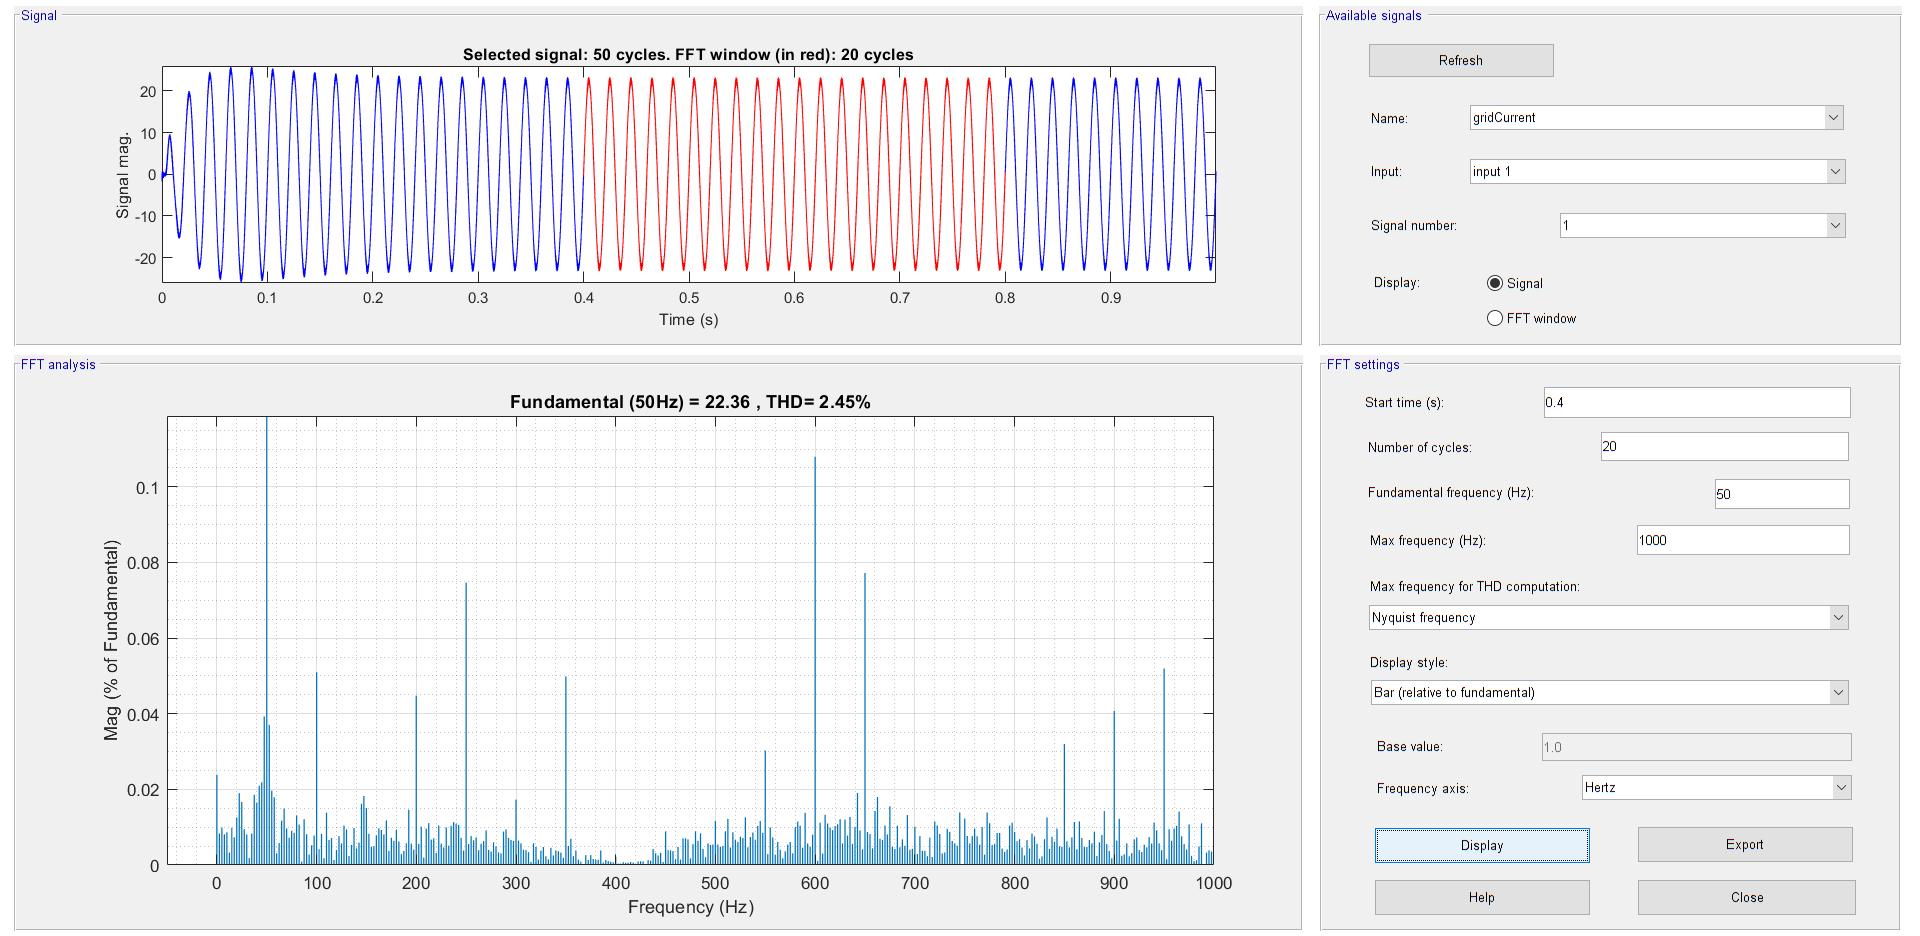 Signal
Selected signal: 50 cycles. FFT window (in red): 20 cycles
20
10
0
-10
-20
Signal mag.
0 0.1 0.2 0.3 0.4 0.5 0.6 0.7 0.8 0.9
Time (s)
Available signals
Refresh
Name: gridCurrent
Input: input 1
Signal number: 1
Display: Signal
FFT window
FFT analysis
Fundamental (50Hz) = 22.36 , THD= 2.45%
0.1
0.08
0.06
0.04
0.02
0
Mag (% of Fundamental)
0 100 200 300 400 500 600 700 800 900 1000
Frequency (Hz)
FFT settings
Start time (s): 0.4
Number of cycles: 20
Fundamental frequency (Hz): 50
Max frequency (Hz): 1000
Max frequency for THD computation:
Nyquist frequency
Display style:
Bar (relative to fundamental)
Base value: 1.0
Frequency axis: Hertz
Display Export
Help Close